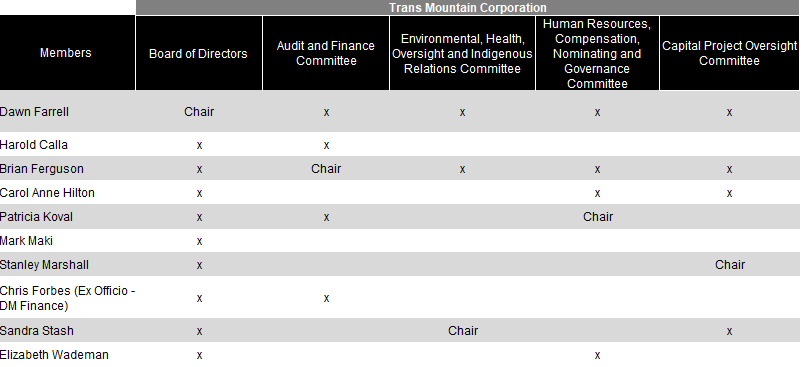 Trans Mountain Corporation
Members
Board of Directors
Audit and Finance
Committee
Environmental, Health,
Oversight and Indigenous
Relations Committee
Human Resources,
Compensation,
Nominating and
Governance
Committee
Capital Project Oversight
Committee
Dawn Farrell Chair x x x x
Harold Calla x x
Brian Ferguson x Chair x x x
Carol Anne Hilton x x x
Patricia Koval x x Chair
Mark Maki x
Stanley Marshall x Chair
Chris Forbes (Ex Officio -
DM Finance) x x
Sandra Stash x Chair x
Elizabeth Wademan x x